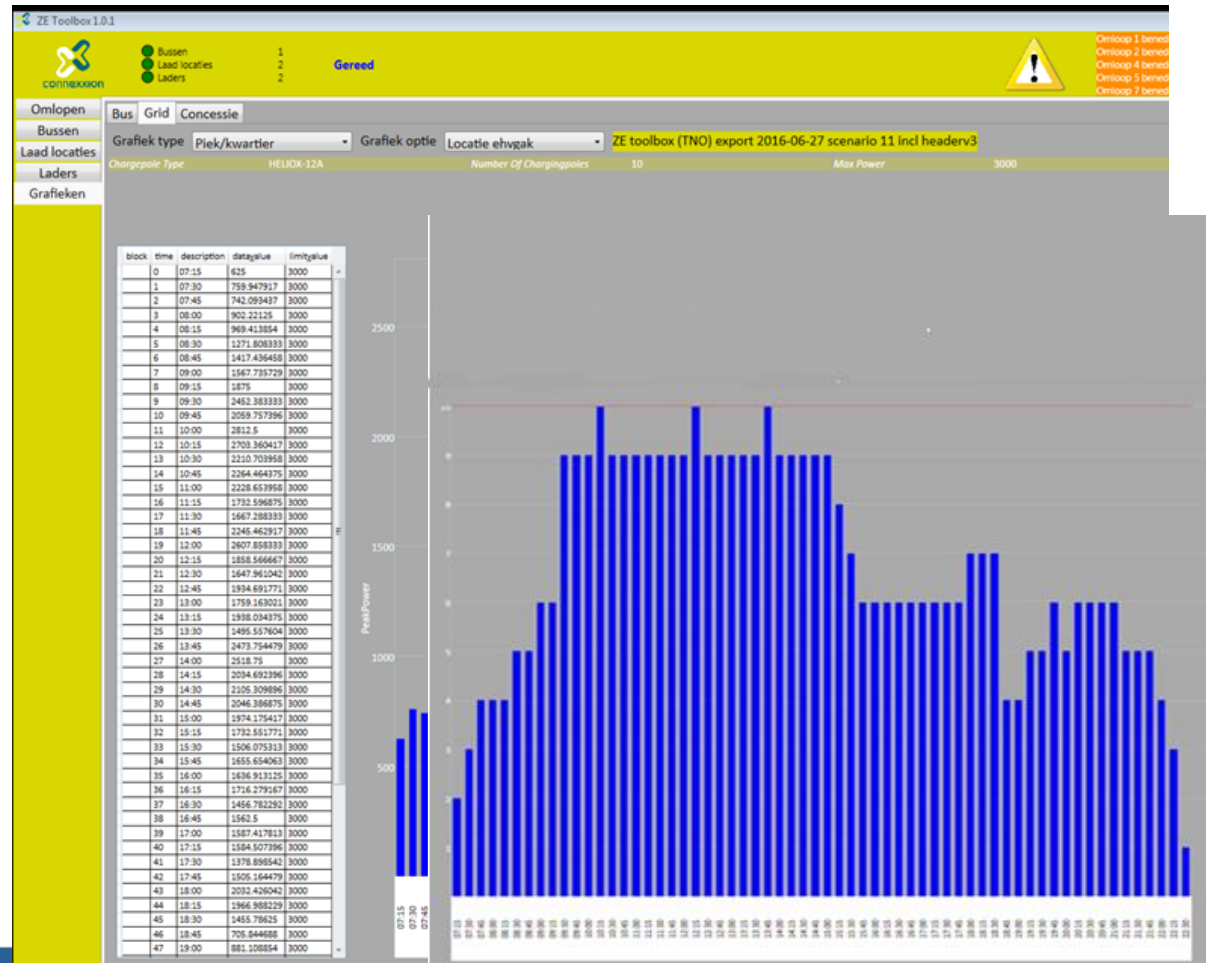 ZE Toolbox 1.0.1
connexxion
Bussen 1
Laad locaties 2
Laders 2
Gereed
Omloop 1 bened
Omloop 2 bened
Omloop 4 bened
Omloop 5 bened
Omloop 7 bened
Omlopen
Bussen
Laad locaties
Laders
Grafieken
Bus Grid Concessie
Grafiek type Piek/kwartier Grafiek optie Locatie ehvgak ZE toolbox (TNO) export 2016-06-27 scenario 11 incl headerv3
Chargepole Type HELIOX-12A Number Of Chargingpoles 10 Max Power 3000
block time description datavalue limitvalue
0 07:15 625 3000
1 07:30 759.947917 3000
2 07:45 742.093437 3000
3 08:00 902.22125 3000
4 08:15 969.413854 3000
5 08:30 1271.808333 3000
6 08:45 1417.436458 3000
7 09:00 1567.735729 3000
8 09:15 1875 3000
9 09:30 2452.383333 3000
10 09:45 2059.757396 3000
11 10:00 2812.5 3000
12 10:15 2703.360417 3000
13 10:30 2210.703958 3000
14 10:45 2264.464375 3000
15 11:00 2228.653958 3000
16 11:15 1732.596875 3000
17 11:30 1667.288333 3000
18 11:45 2245.462917 3000
19 12:00 2607.858333 3000
20 12:15 1858.566667 3000
21 12:30 1647.961042 3000
22 12:45 1934.691771 3000
23 13:00 1759.163021 3000
24 13:15 1938.034375 3000
25 13:30 1495.557604 3000
26 13:45 2473.754479 3000
27 14:00 2518.75 3000
28 14:15 2034.692396 3000
29 14:30 2105.309896 3000
30 14:45 2046.386875 3000
31 15:00 1974.175417 3000
32 15:15 1732.551771 3000
33 15:30 1506.075313 3000
34 15:45 1655.654063 3000
35 16:00 1636.913125 3000
36 16:15 1716.279167 3000
37 16:30 1456.782292 3000
38 16:45 1562.5 3000
39 17:00 1587.417813 3000
40 17:15 1584.507396 3000
41 17:30 1378.898542 3000
42 17:45 1505.164479 3000
43 18:00 2032.426042 3000
44 18:15 1966.988229 3000
45 18:30 1455.78625 3000
46 18:45 705.844688 3000
47 19:00 881.108854 3000
2500
2000
1500
1000
500
PeakPower
07:15
07:30
07:45